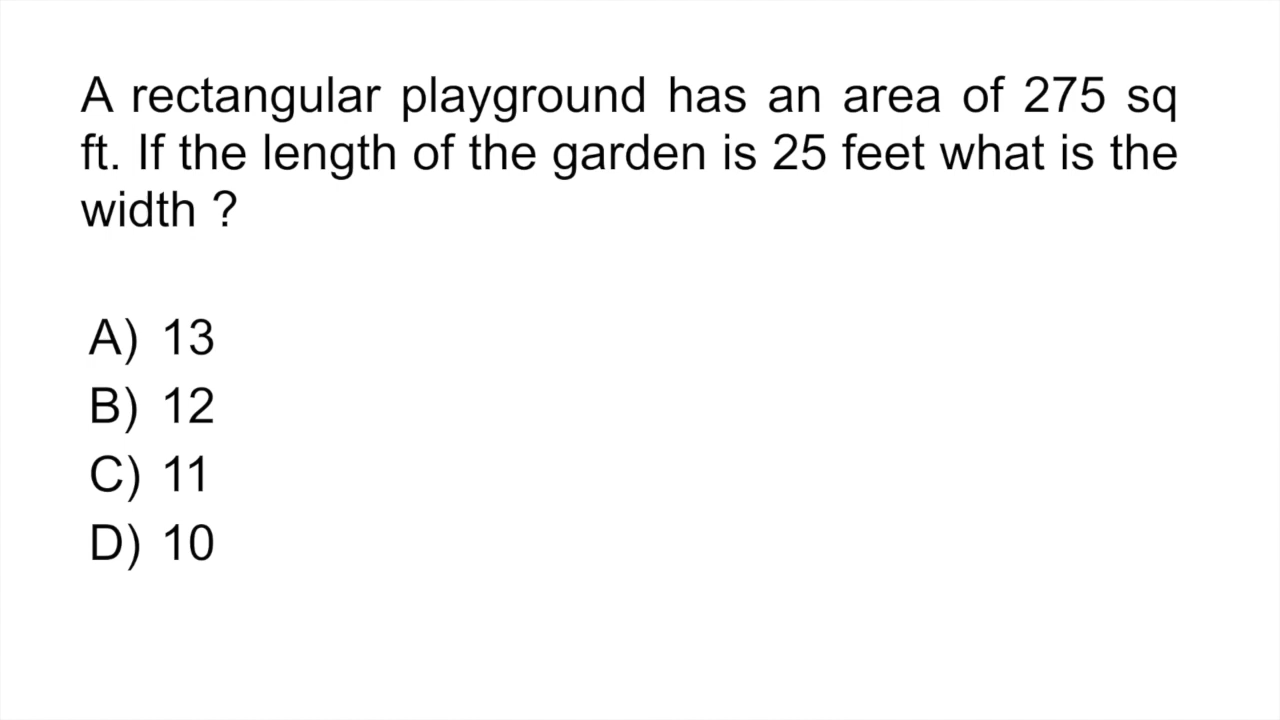 A rectangular playground has an area of 275 sq
ft. If the length of the garden is 25 feet what is the
width ?
A) 13
B) 12
C) 11
D) 10